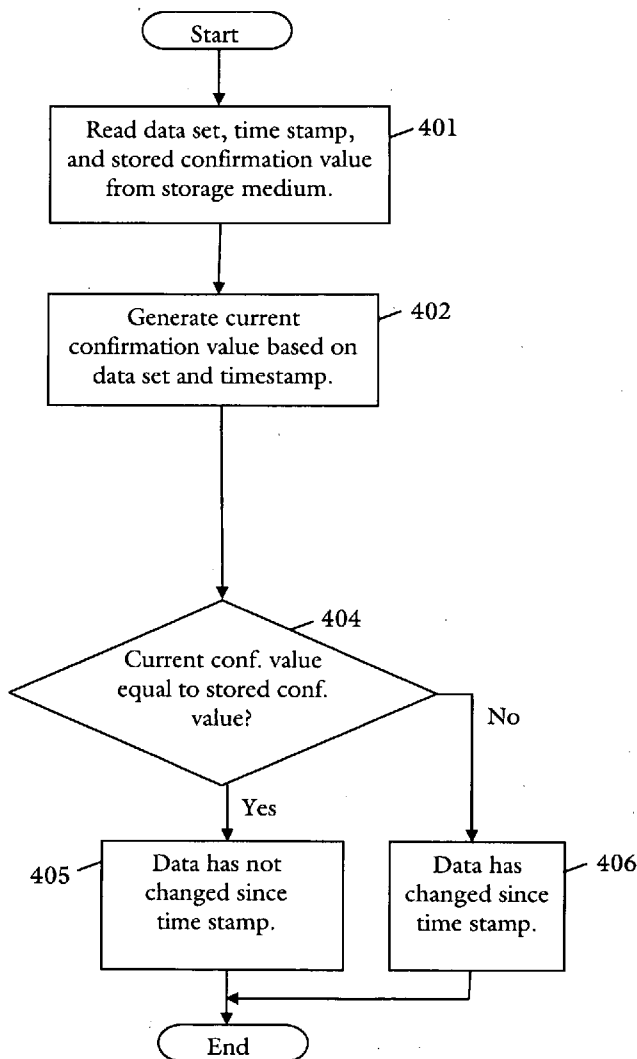 Start
Read data set, time stamp,
and stored confirmation value
from storage medium.
401
Generate current
confirmation value based on
data set and timestamp.
402
404
Current conf. value
equal to stored conf.
value?
No
Yes
405
Data has not
changed since
time stamp.
Data has
changed since
time stamp.
406
End